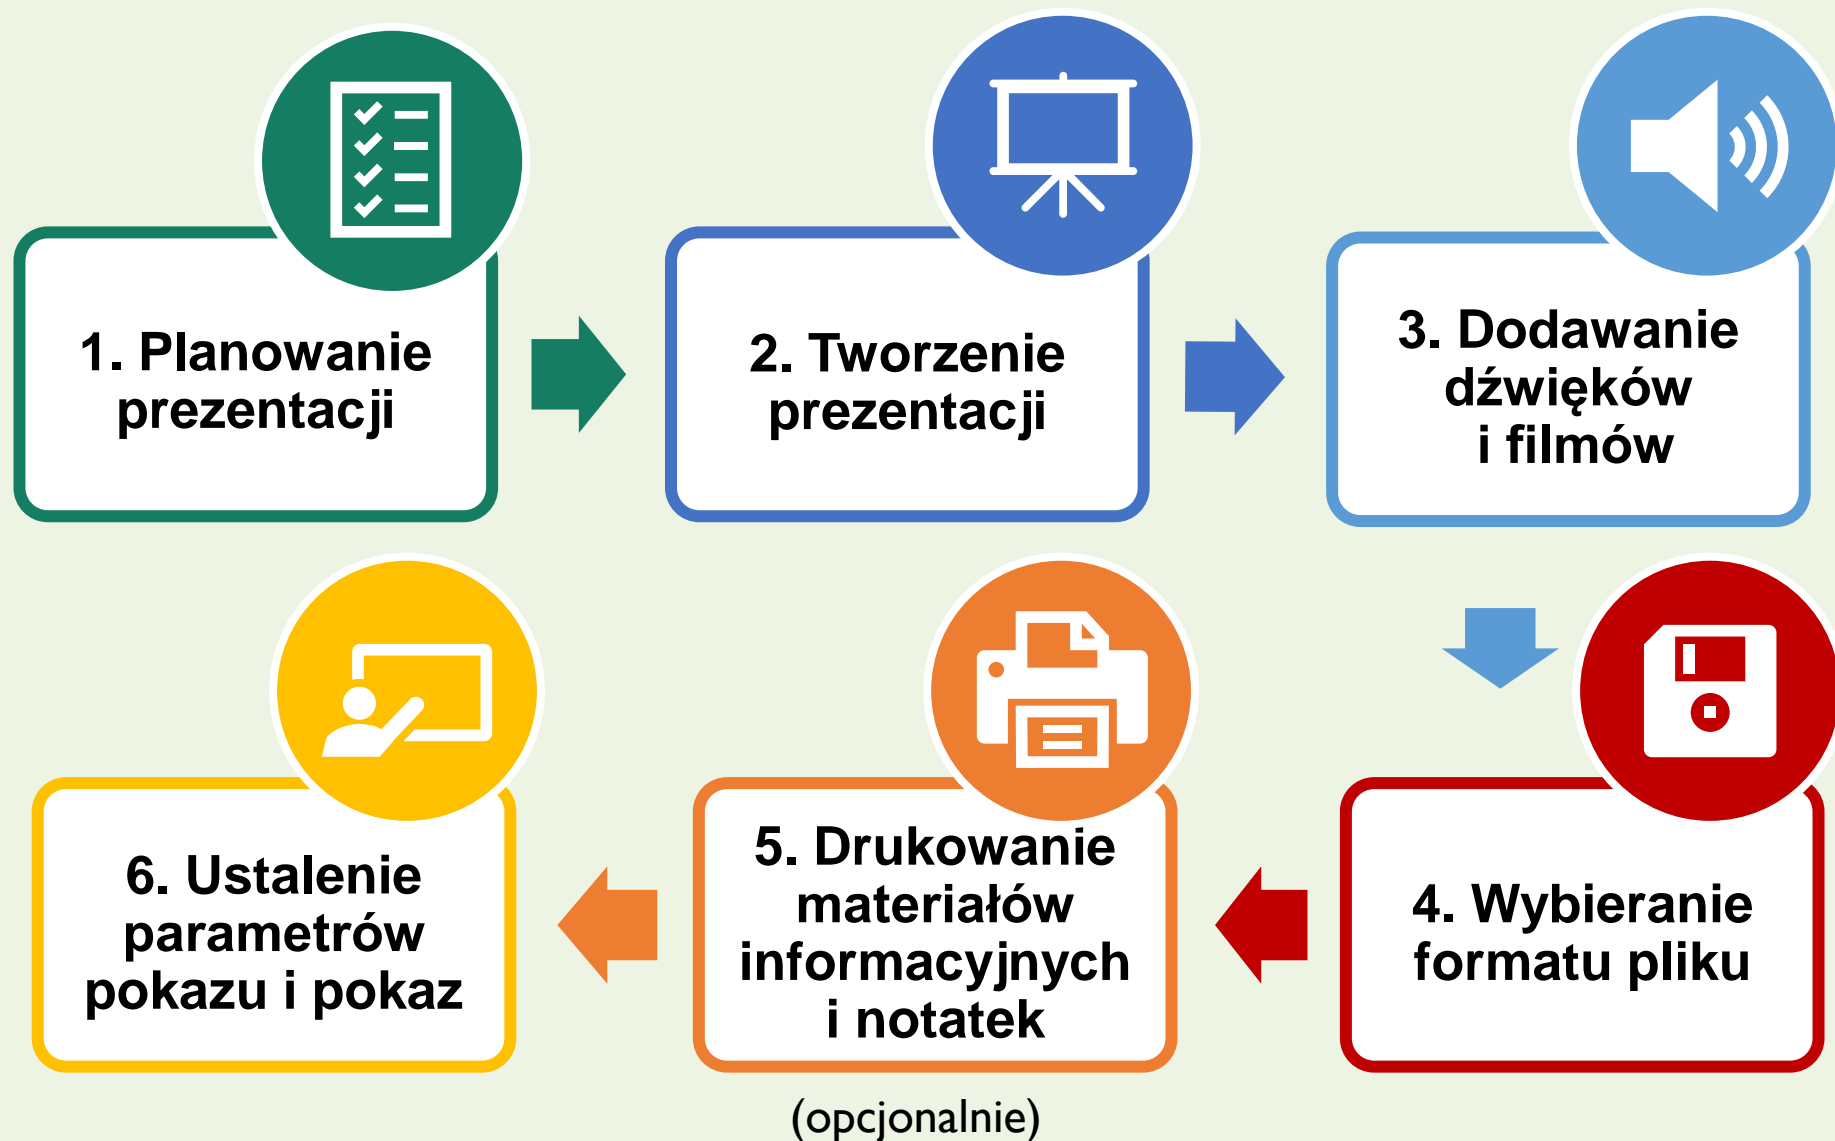 1. Planowanie
prezentacji
2. Tworzenie
prezentacji
3. Dodawanie
dźwięków
i filmów
4. Wybieranie
formatu pliku
5. Drukowanie
materiałów
informacyjnych
i notatek
(opcjonalnie)
6. Ustalenie
parametrów
pokazu i pokaz